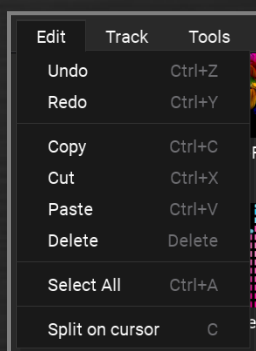 Edit Track Tools
Undo Ctrl+Z
Redo Ctrl+Y
Copy Ctrl+C
Cut Ctrl+X
Paste Ctrl+V
Delete Delete
Select All Ctrl+A
Split on cursor C